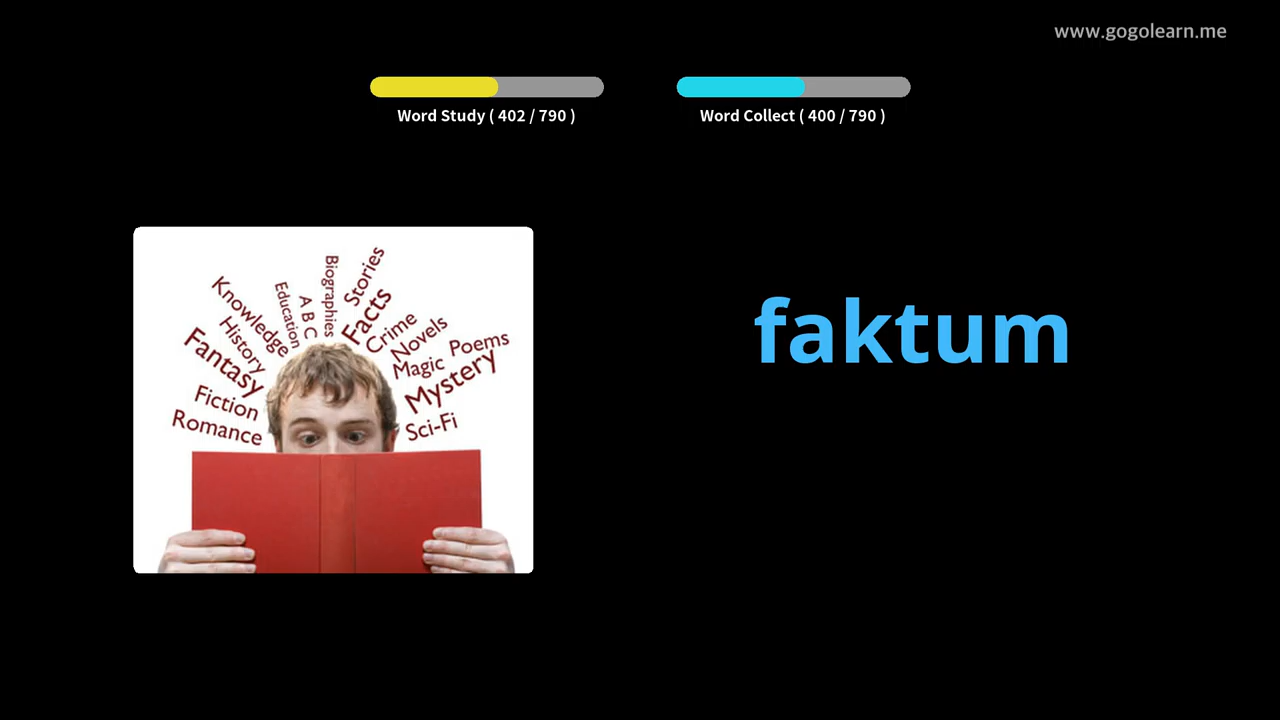 www.gogolearn.me
Word Study ( 402 / 790 )
Word Collect ( 400 / 790 )
Romance
Fiction
Fantasy
History
Knowledge
Education
A B C
Biographies
Stories
Facts
Crime
Novels
Magic
Poems
Mystery
Sci-Fi
faktum